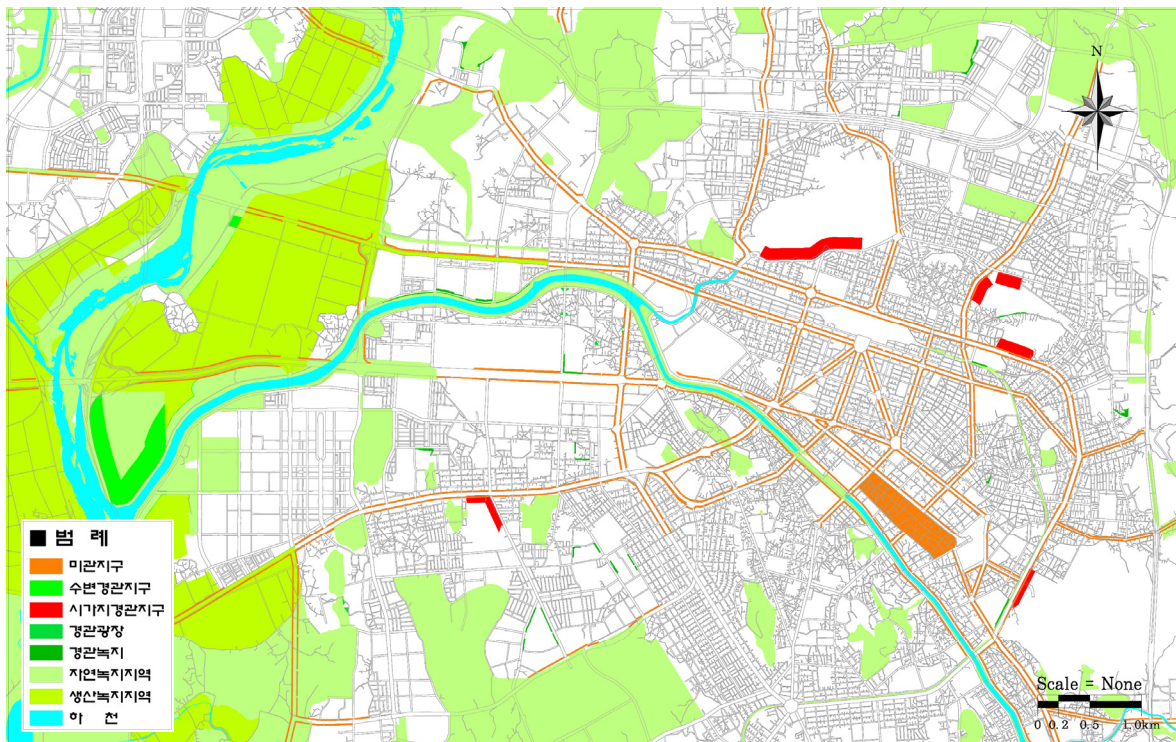 N
■ 범 례
미관지구
수변경관지구
시가지경관지구
경관광장
경관녹지
자연녹지지역
생산녹지지역
하 천
Scale = None
0 0.2 0.5 1.0km